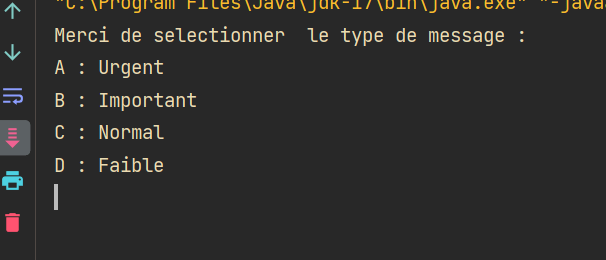 "C:\Program Files\Java\jdk-17\bin\java.exe" "-java
Merci de selectionner  le type de message :
A : Urgent
B : Important
C : Normal
D : Faible